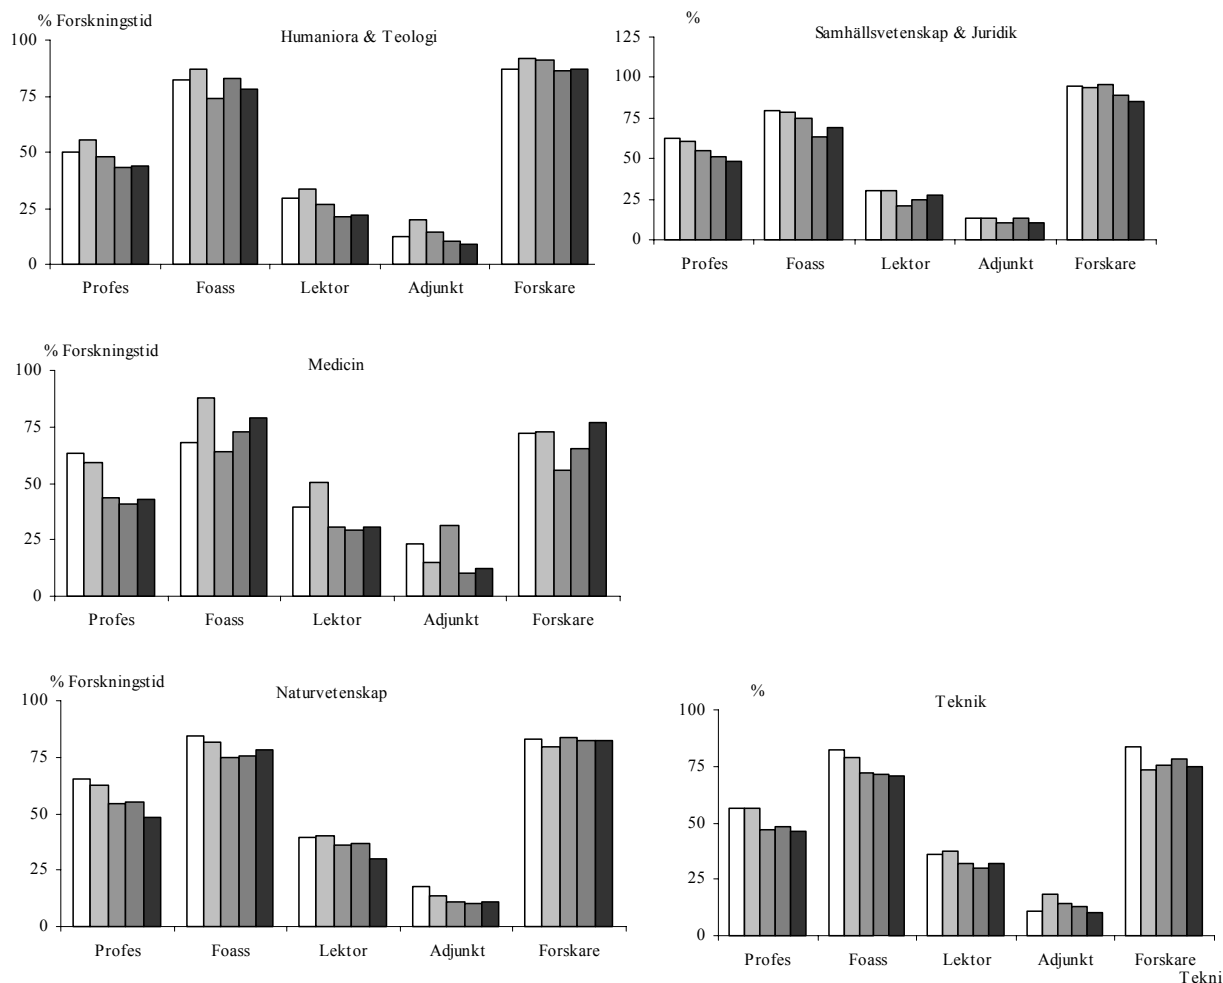 % Forskningstid
Humaniora & Teologi
100
75
50
25
0
Profes Foass Lektor Adjunkt Forskare
%
Samhällsvetenskap & Juridik
125
100
75
50
25
0
Profes Foass Lektor Adjunkt Forskare
% Forskningstid
Medicin
100
75
50
25
0
Profes Foass Lektor Adjunkt Forskare
% Forskningstid
Naturvetenskap
100
75
50
25
0
Profes Foass Lektor Adjunkt Forskare
%
Teknik
100
75
50
25
0
Profes Foass Lektor Adjunkt Forskare
Tekni